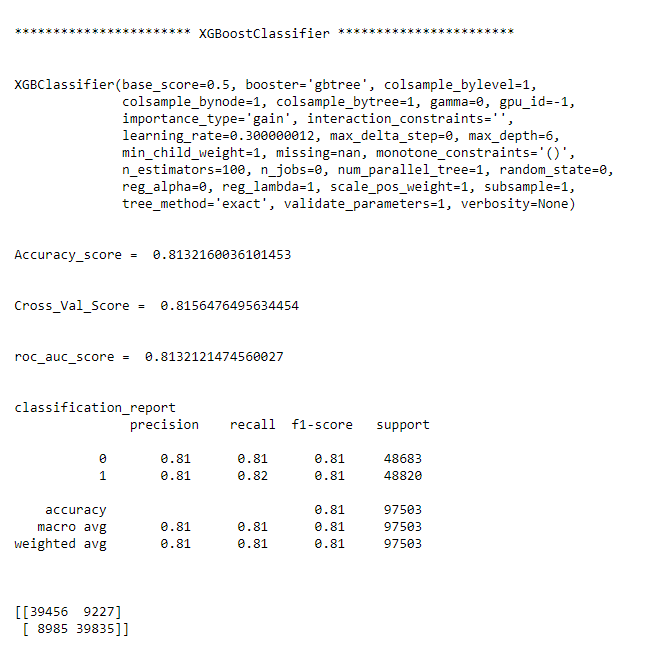 *********************** XGBoostClassifier ***********************
XGBClassifier(base_score=0.5, booster='gbtree', colsample_bylevel=1,
colsample_bynode=1, colsample_bytree=1, gamma=0, gpu_id=-1,
importance_type='gain', interaction_constraints='',
learning_rate=0.300000012, max_delta_step=0, max_depth=6,
min_child_weight=1, missing=nan, monotone_constraints='()',
n_estimators=100, n_jobs=0, num_parallel_tree=1, random_state=0,
reg_alpha=0, reg_lambda=1, scale_pos_weight=1, subsample=1,
tree_method='exact', validate_parameters=1, verbosity=None)
Accuracy_score =  0.8132160036101453
Cross_Val_Score =  0.8156476495634454
roc_auc_score =  0.8132121474560027
classification_report
precision    recall  f1-score   support
0       0.81      0.81      0.81     48683
1       0.81      0.82      0.81     48820
accuracy                           0.81     97503
macro avg       0.81      0.81      0.81     97503
weighted avg       0.81      0.81      0.81     97503
[[39456  9227]
[ 8985 39835]]